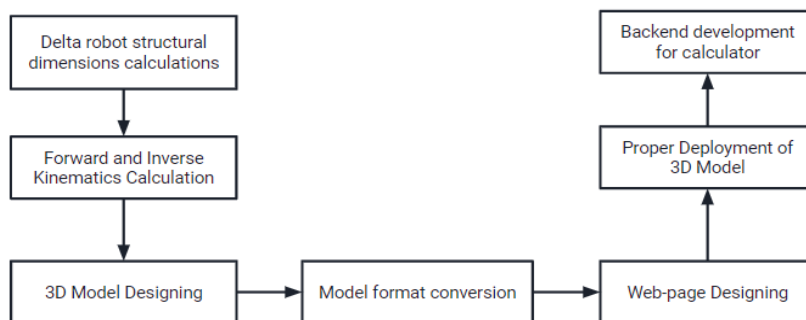 Delta robot structural
dimensions calculations
Forward and Inverse
Kinematics Calculation
3D Model Designing
Model format conversion
Web-page Designing
Proper Deployment of
3D Model
Backend development
for calculator